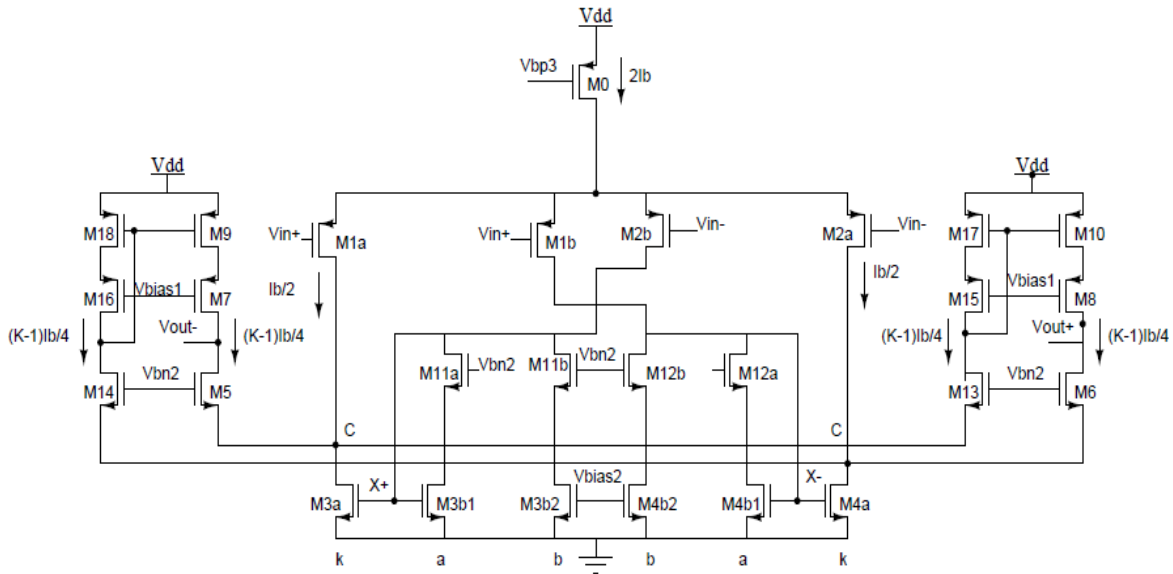 Vdd
Vbp3
M0
2Ib
Vdd
Vdd
M18
M9
Vin+
M1a
Vin+
M1b
M2b
Vin-
M2a
Vin-
M17
M10
M16
Vbias1
M7
Ib/2
Ib/2
M15
Vbias1
M8
(K-1)Ib/4
Vout-
(K-1)Ib/4
(K-1)Ib/4
Vout+
(K-1)Ib/4
M14
Vbn2
M5
M11a
Vbn2
M11b
Vbn2
M12b
M12a
M13
Vbn2
M6
C
C
X+
Vbias2
X-
M3a
M3b1
M3b2
M4b2
M4b1
M4a
k
a
b
b
a
k